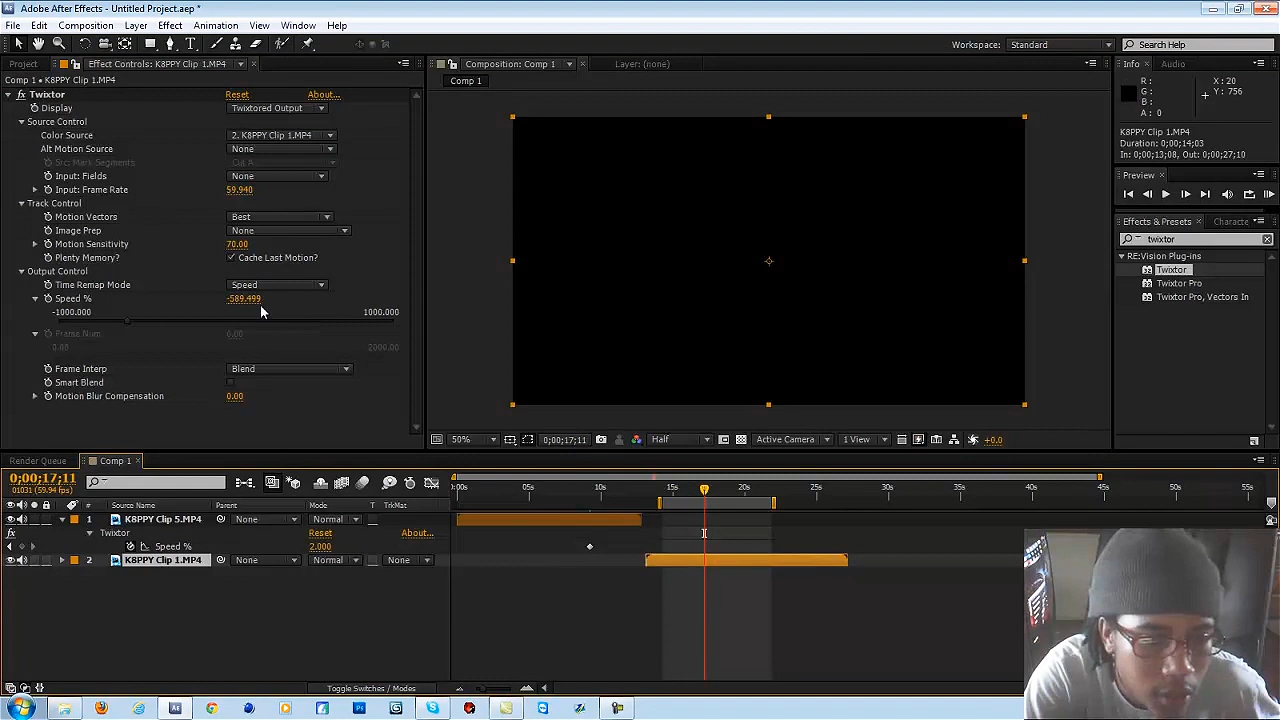 Adobe After Effects - Untitled Project.aep *
File Edit Composition Layer Effect Animation View Window Help
Workspace: Standard Search Help
Project Effect Controls: K8PPY Clip 1.MP4 Composition: Comp 1 Layer: (none) Info Audio
Comp 1 • K8PPY Clip 1.MP4 Comp 1
R: X: 20
G: Y: 756
B:
A: 0
Twixtor Reset About...
Display Twixtored Output
Source Control
Color Source 2. K8PPY Clip 1.MP4
Alt Motion Source None
Src: Mark Segments Cut A
Input: Fields None
Input: Frame Rate 59.940
Track Control
Motion Vectors Best
Image Prep None
Motion Sensitivity 70.00
Plenty Memory? Cache Last Motion?
Output Control
Time Remap Mode Speed
Speed % -589.499
-1000.000 1000.000
Frame Num 0.00
0.00 2000.00
Frame Interp Blend
Smart Blend
Motion Blur Compensation 0.00
K8PPY Clip 1.MP4
Duration: 0;00;14;03
In: 0;00;13;08, Out: 0;00;27;10
Preview
Effects & Presets Characte
twixtor
RE:Vision Plug-ins
Twixtor
Twixtor Pro
Twixtor Pro, Vectors In
50% 0;00;17;11 Half Active Camera 1 View +0.0
Render Queue Comp 1
0;00;17;11
01031 (59.94 fps)
0:00s 05s 10s 15s 20s 25s 30s 35s 40s 45s 50s 55s
# Source Name Parent Mode T TrkMat
1 K8PPY Clip 5.MP4 None Normal
fx Twixtor Reset About...
Speed % 2.000
2 K8PPY Clip 1.MP4 None Normal None
Toggle Switches / Modes